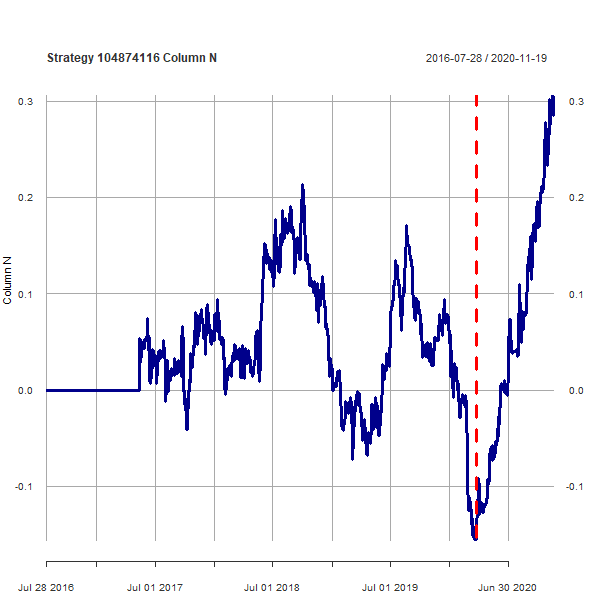 Strategy 104874116 Column N
2016-07-28 / 2020-11-19
0.3
0.3
0.2
0.2
0.1
0.1
0.0
0.0
-0.1
-0.1
Column N
Jul 28 2016
Jul 01 2017
Jul 01 2018
Jul 01 2019
Jun 30 2020